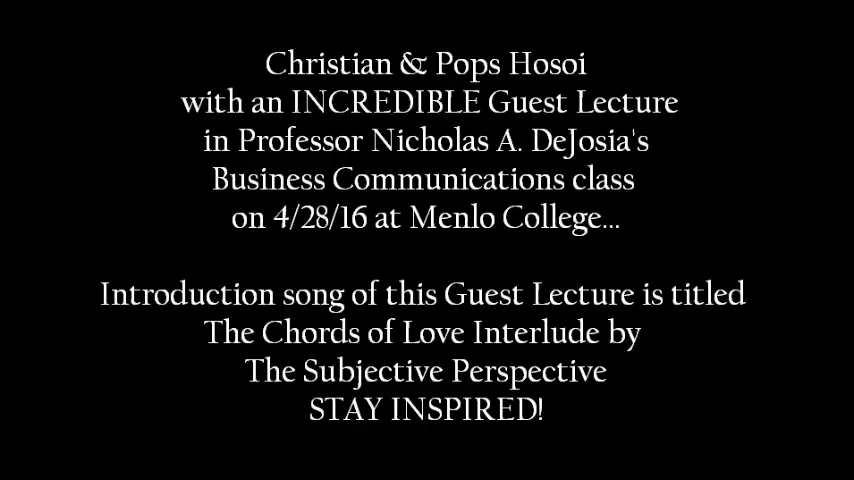 Christian & Pops Hosoi
with an INCREDIBLE Guest Lecture
in Professor Nicholas A. DeJosia's
Business Communications class
on 4/28/16 at Menlo College...
Introduction song of this Guest Lecture is titled
The Chords of Love Interlude by
The Subjective Perspective
STAY INSPIRED!